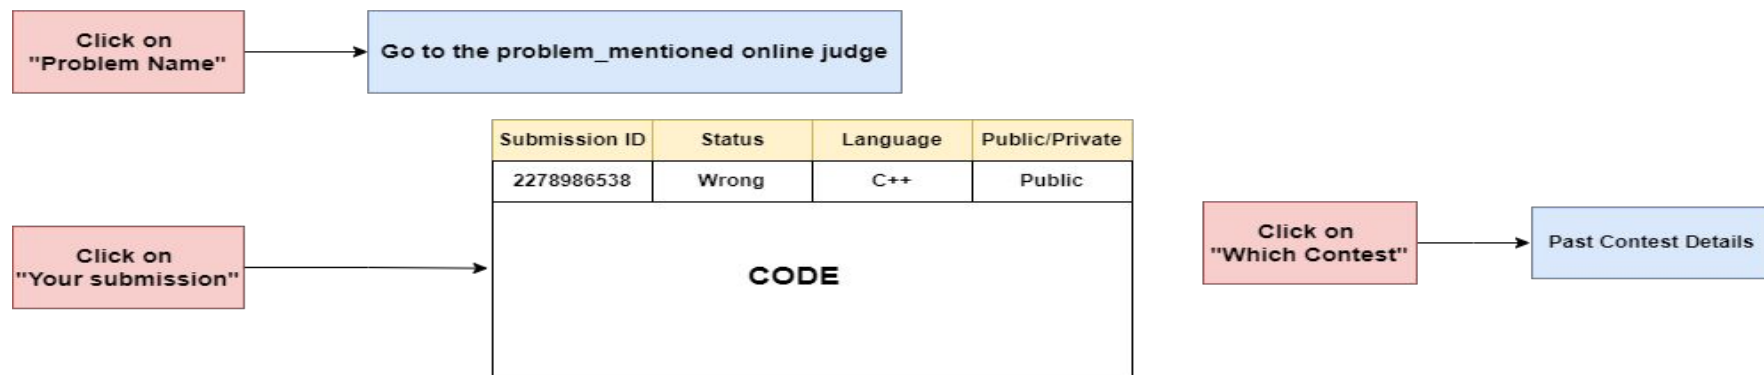 Click on
"Problem Name"
Go to the problem_mentioned online judge
Submission ID Status Language Public/Private
2278986538 Wrong C++ Public
Click on
"Your submission"
CODE
Click on
"Which Contest"
Past Contest Details